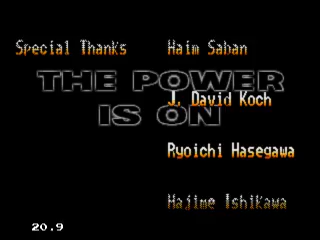 Special Thanks Haim Saban
THE POWER
J. David Koch
IS ON
Ryoichi Hasegawa
Hajime Ishikawa
20.9